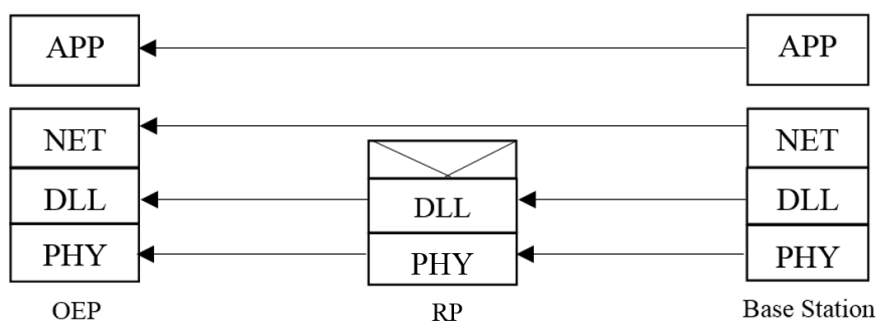 APP APP
NET NET
DLL DLL DLL
PHY PHY PHY
OEP RP Base Station